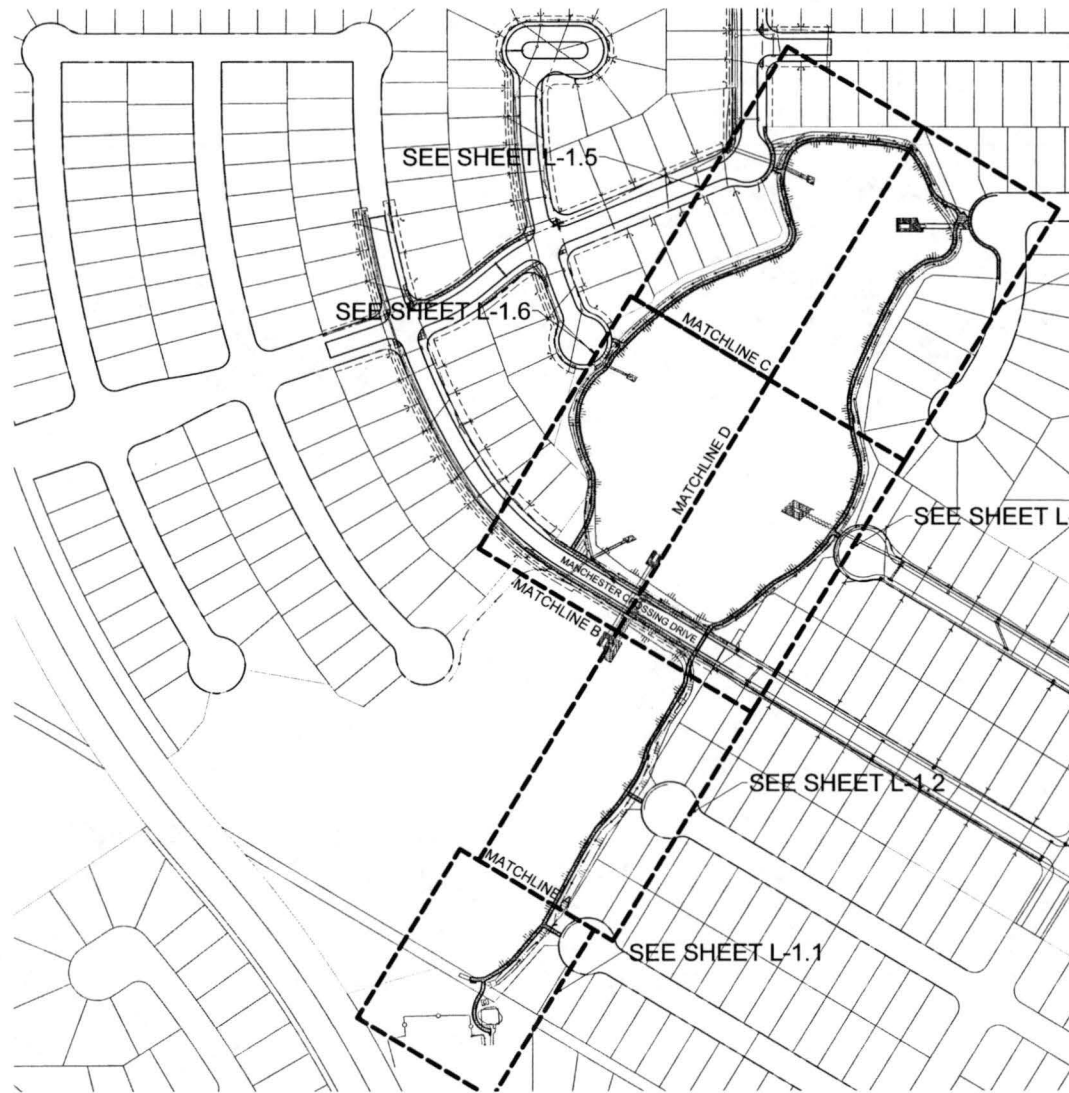 SEE SHEET L-1.5
SEE SHEET L-1.6
MATCHLINE C
MATCHLINE D
SEE SHEET L
MANCHESTER CROSSING DRIVE
MATCHLINE B
SEE SHEET L-1.2
MATCHLINE A
SEE SHEET L-1.1